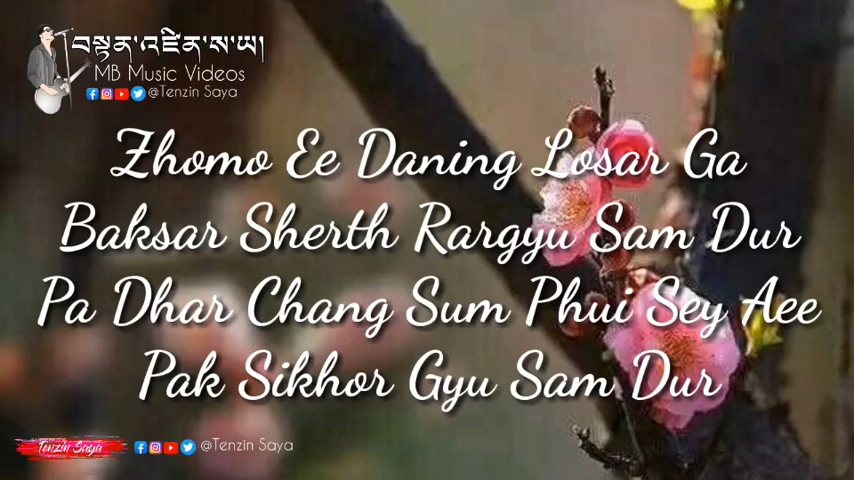 བསྟན་འཛིན་ས་ཡ།
MB Music Videos
@Tenzin Saya
Zhomo Ee Daning Losar Ga
Baksar Sherth Rargyu Sam Dur
Pa Dhar Chang Sum Phui Sey Aee
Pak Sikhor Gyu Sam Dur
Tenzin Saya
@Tenzin Saya